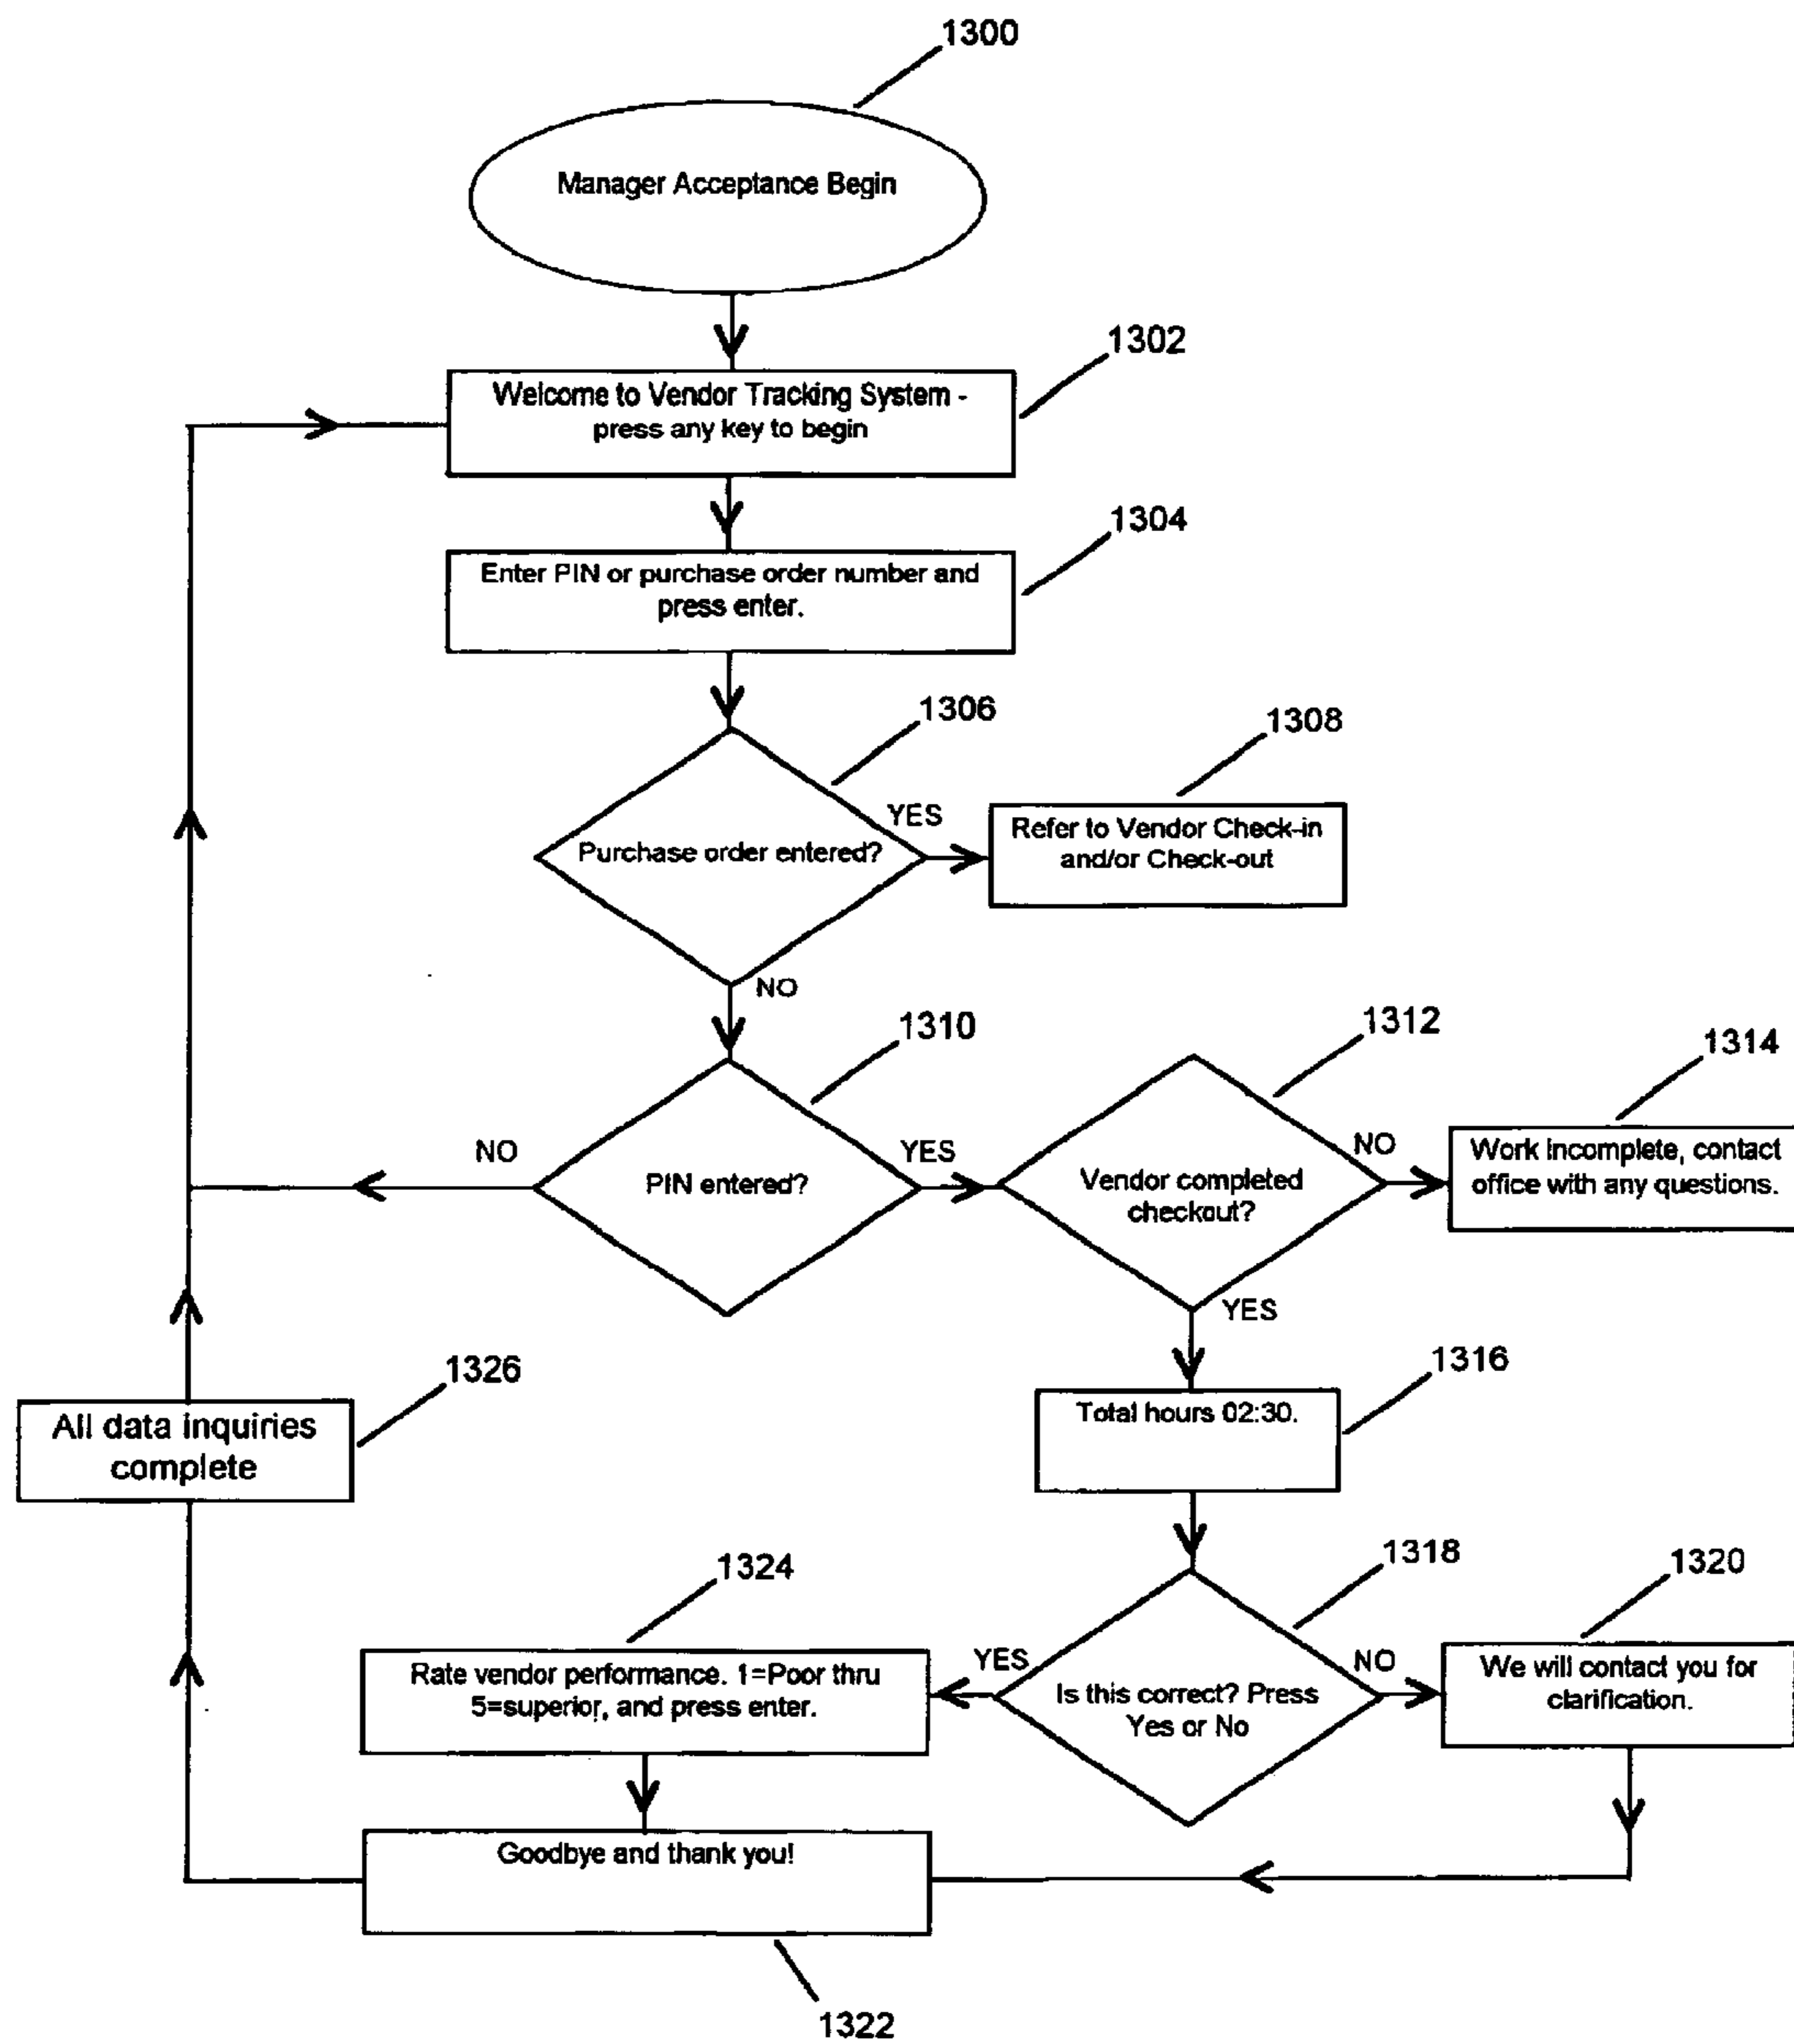 1300
Manager Acceptance Begin
1302
Welcome to Vendor Tracking System -
press any key to begin
1304
Enter PIN or purchase order number and
press enter.
1306
1308
YES
Refer to Vendor Check-in
and/or Check-out
Purchase order entered?
NO
1310
1312
1314
NO
YES
NO
Work incomplete, contact
office with any questions.
PIN entered?
Vendor completed
checkout?
YES
1326
1316
All data inquiries
complete
Total hours 02:30.
1324
1318
1320
Rate vendor performance. 1=Poor thru
5=superior, and press enter.
YES
NO
We will contact you for
clarification.
Is this correct? Press
Yes or No
Goodbye and thank you!
1322